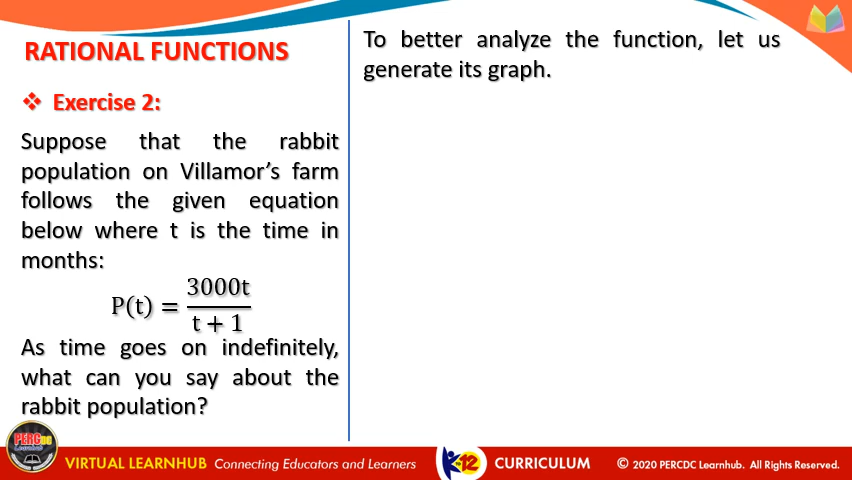 RATIONAL FUNCTIONS
❖ Exercise 2:
Suppose that the rabbit
population on Villamor's farm
follows the given equation
below where t is the time in
months:
P(t) = 3000t / t + 1
As time goes on indefinitely,
what can you say about the
rabbit population?
To better analyze the function, let us
generate its graph.
PERCDC
Learnhub
VIRTUAL LEARNHUB Connecting Educators and Learners
K to 12 CURRICULUM
© 2020 PERCDC Learnhub. All Rights Reserved.